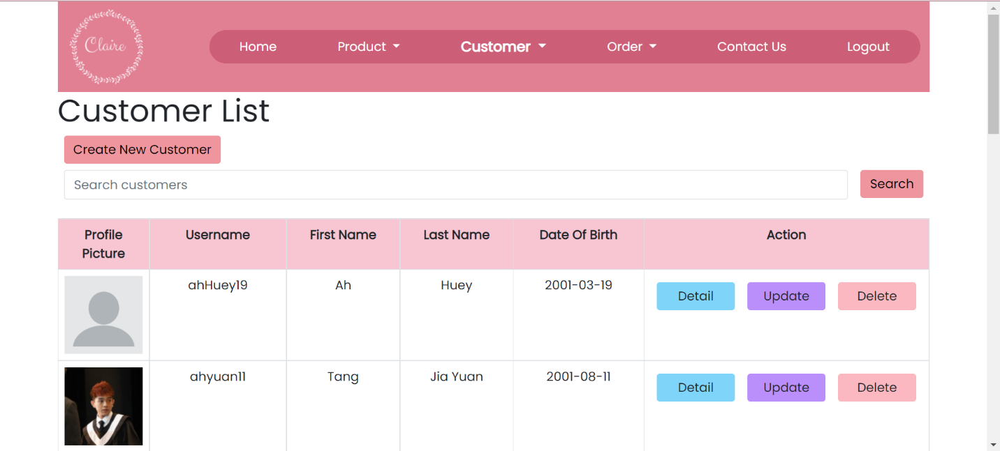 Claire
Home Product Customer Order Contact Us Logout
Customer List
Create New Customer
Search customers Search
Profile Picture Username First Name Last Name Date Of Birth Action
ahHuey19 Ah Huey 2001-03-19 Detail Update Delete
ahyuan11 Tang Jia Yuan 2001-08-11 Detail Update Delete